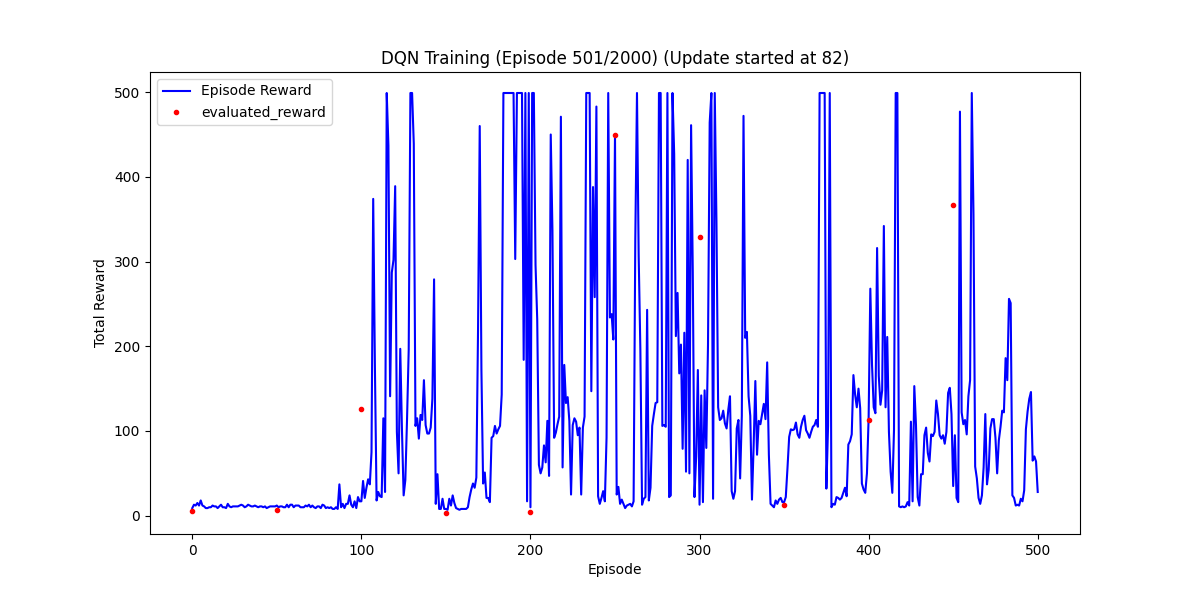 DQN Training (Episode 501/2000) (Update started at 82)
Episode Reward
evaluated_reward
Total Reward
500
400
300
200
100
0
0 100 200 300 400 500
Episode